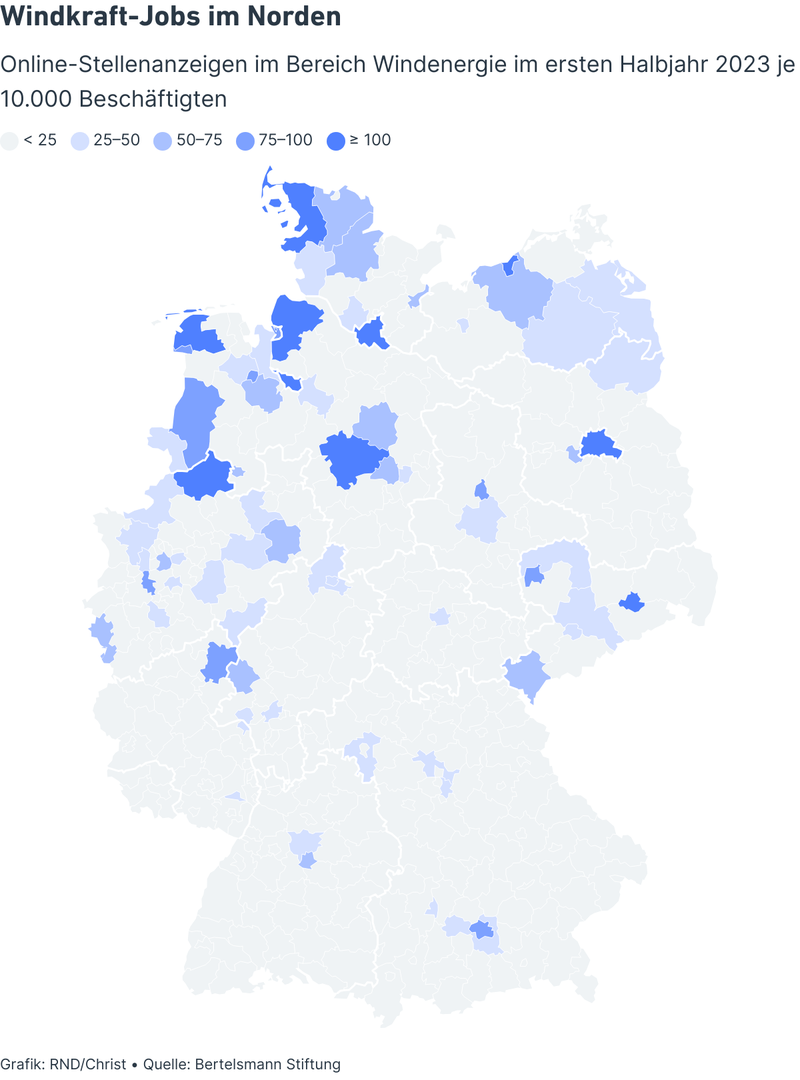 Windkraft-Jobs im Norden
Online-Stellenanzeigen im Bereich Windenergie im ersten Halbjahr 2023 je
10.000 Beschäftigten
< 25 25–50 50–75 75–100 ≥ 100
Grafik: RND/Christ • Quelle: Bertelsmann Stiftung